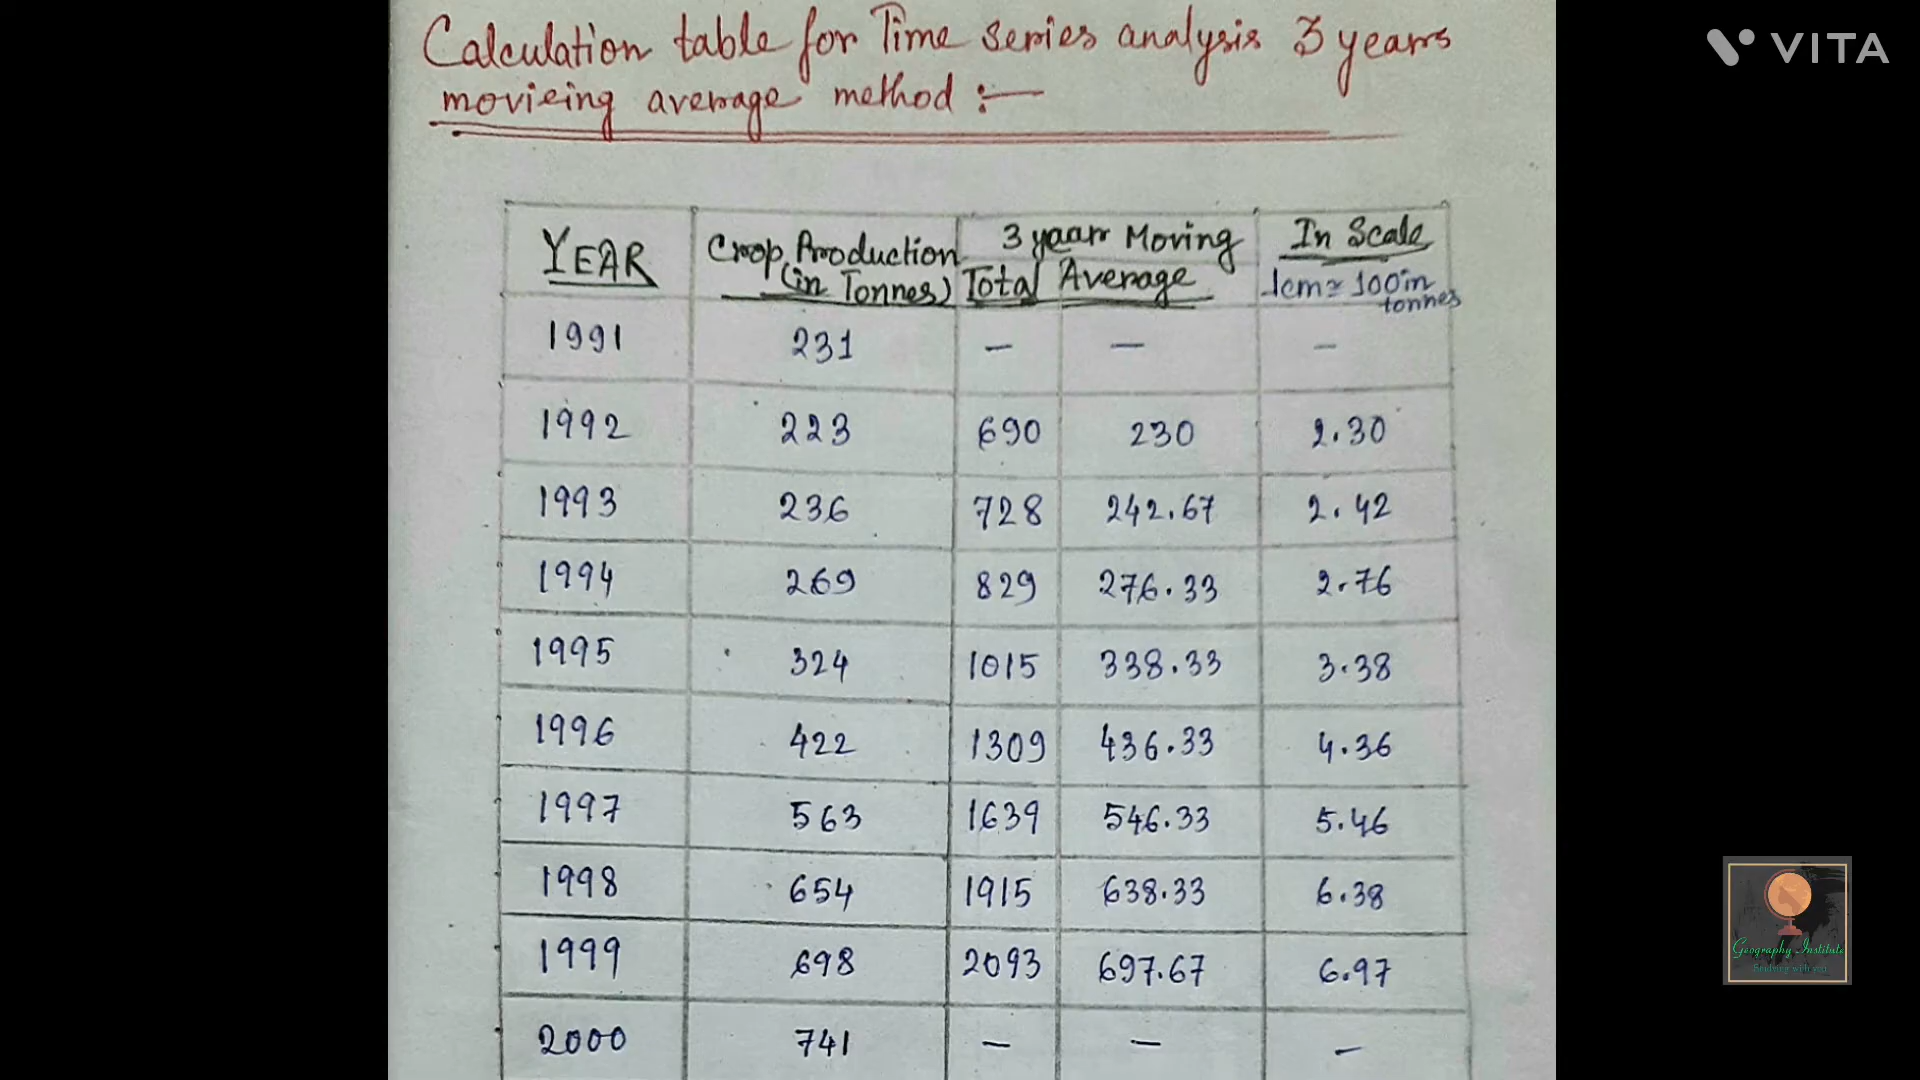 Calculation table for Time series analysis 3 years
movieing average method :—
VITA
YEAR | Crop Production (in Tonnes) | 3 yaarr Moving Total Average | In Scale 1cm≃100in tonnes
1991 | 231 | — | — | —
1992 | 223 | 690 | 230 | 2.30
1993 | 236 | 728 | 242.67 | 2.42
1994 | 269 | 829 | 276.33 | 2.76
1995 | 324 | 1015 | 338.33 | 3.38
1996 | 422 | 1309 | 436.33 | 4.36
1997 | 563 | 1639 | 546.33 | 5.46
1998 | 654 | 1915 | 638.33 | 6.38
1999 | 698 | 2093 | 697.67 | 6.97
2000 | 741 | — | — | —
Geography Institute
with you